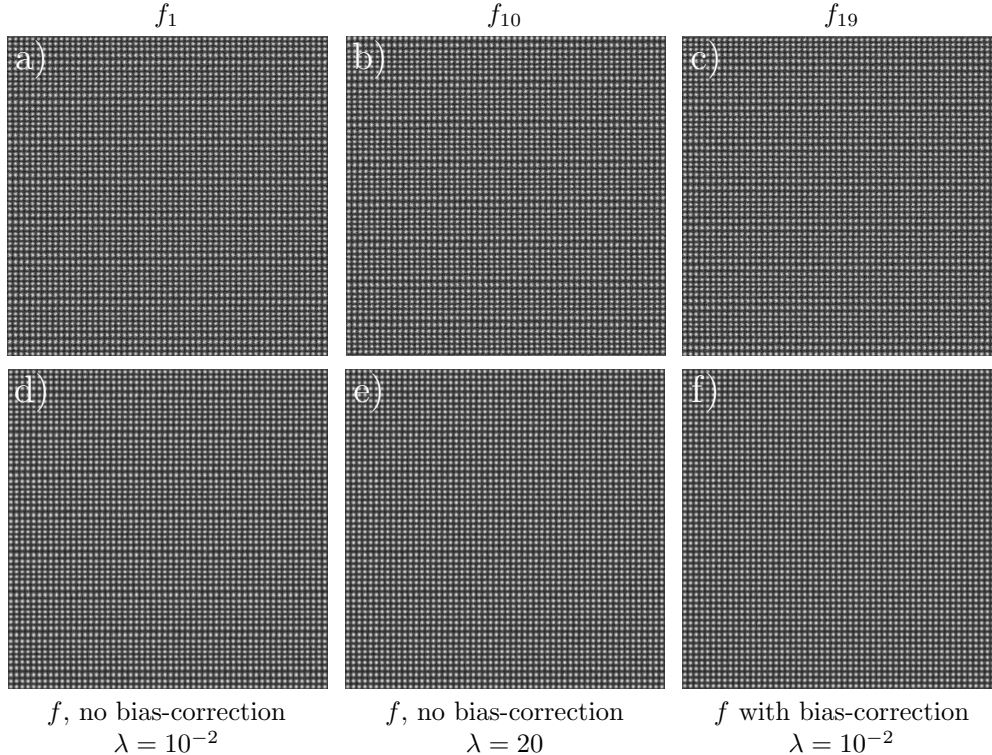 f₁ f₁₀ f₁₉
a) b) c)
d) e) f)
f, no bias-correction f, no bias-correction f with bias-correction
λ = 10⁻² λ = 20 λ = 10⁻²